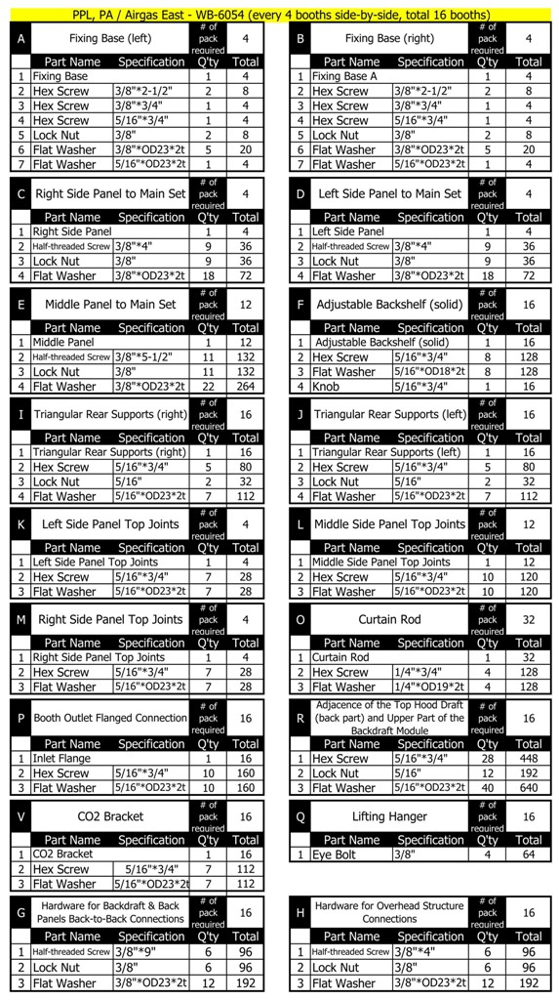 PPL, PA / Airgas East - WB-6054 (every 4 booths side-by-side, total 16 booths)
A Fixing Base (left) # of pack required 4
Part Name Specification Q'ty Total
1 Fixing Base 1 4
2 Hex Screw 3/8"*2-1/2" 2 8
3 Hex Screw 3/8"*3/4" 1 4
4 Hex Screw 5/16"*3/4" 1 4
5 Lock Nut 3/8" 2 8
6 Flat Washer 3/8"*OD23*2t 5 20
7 Flat Washer 5/16"*OD23*2t 1 4
B Fixing Base (right) # of pack required 4
Part Name Specification Q'ty Total
1 Fixing Base A 1 4
2 Hex Screw 3/8"*2-1/2" 2 8
3 Hex Screw 3/8"*3/4" 1 4
4 Hex Screw 5/16"*3/4" 1 4
5 Lock Nut 3/8" 2 8
6 Flat Washer 3/8"*OD23*2t 5 20
7 Flat Washer 5/16"*OD23*2t 1 4
C Right Side Panel to Main Set # of pack required 4
Part Name Specification Q'ty Total
1 Right Side Panel 1 4
2 Half-threaded Screw 3/8"*4" 9 36
3 Lock Nut 3/8" 9 36
4 Flat Washer 3/8"*OD23*2t 18 72
D Left Side Panel to Main Set # of pack required 4
Part Name Specification Q'ty Total
1 Left Side Panel 1 4
2 Half-threaded Screw 3/8"*4" 9 36
3 Lock Nut 3/8" 9 36
4 Flat Washer 3/8"*OD23*2t 18 72
E Middle Panel to Main Set # of pack required 12
Part Name Specification Q'ty Total
1 Middle Panel 1 12
2 Half-threaded Screw 3/8"*5-1/2" 11 132
3 Lock Nut 3/8" 11 132
4 Flat Washer 3/8"*OD23*2t 22 264
F Adjustable Backshelf (solid) # of pack required 16
Part Name Specification Q'ty Total
1 Adjustable Backshelf (solid) 1 16
2 Hex Screw 5/16"*3/4" 8 128
3 Flat Washer 5/16"*OD18*2t 8 128
4 Knob 5/16"*3/4" 1 16
I Triangular Rear Supports (right) # of pack required 16
Part Name Specification Q'ty Total
1 Triangular Rear Supports (right) 1 16
2 Hex Screw 5/16"*3/4" 5 80
3 Lock Nut 5/16" 2 32
4 Flat Washer 5/16"*OD23*2t 7 112
J Triangular Rear Supports (left) # of pack required 16
Part Name Specification Q'ty Total
1 Triangular Rear Supports (left) 1 16
2 Hex Screw 5/16"*3/4" 5 80
3 Lock Nut 5/16" 2 32
4 Flat Washer 5/16"*OD23*2t 7 112
K Left Side Panel Top Joints # of pack required 4
Part Name Specification Q'ty Total
1 Left Side Panel Top Joints 1 4
2 Hex Screw 5/16"*3/4" 7 28
3 Flat Washer 5/16"*OD23*2t 7 28
L Middle Side Panel Top Joints # of pack required 12
Part Name Specification Q'ty Total
1 Middle Side Panel Top Joints 1 12
2 Hex Screw 5/16"*3/4" 10 120
3 Flat Washer 5/16"*OD23*2t 10 120
M Right Side Panel Top Joints # of pack required 4
Part Name Specification Q'ty Total
1 Right Side Panel Top Joints 1 4
2 Hex Screw 5/16"*3/4" 7 28
3 Flat Washer 5/16"*OD23*2t 7 28
O Curtain Rod # of pack required 32
Part Name Specification Q'ty Total
1 Curtain Rod 1 32
2 Hex Screw 1/4"*3/4" 4 128
3 Flat Washer 1/4"*OD19*2t 4 128
P Booth Outlet Flanged Connection # of pack required 16
Part Name Specification Q'ty Total
1 Inlet Flange 1 16
2 Hex Screw 5/16"*3/4" 10 160
3 Flat Washer 5/16"*OD23*2t 10 160
R Adjacence of the Top Hood Draft (back part) and Upper Part of the Backdraft Module # of pack required 16
Part Name Specification Q'ty Total
1 Hex Screw 5/16"*3/4" 28 448
2 Lock Nut 5/16" 12 192
3 Flat Washer 5/16"*OD23*2t 40 640
V CO2 Bracket # of pack required 16
Part Name Specification Q'ty Total
1 CO2 Bracket 1 16
2 Hex Screw 5/16"*3/4" 7 112
3 Flat Washer 5/16"*OD23*2t 7 112
Q Lifting Hanger # of pack required 16
Part Name Specification Q'ty Total
1 Eye Bolt 3/8" 4 64
G Hardware for Backdraft & Back Panels Back-to-Back Connections # of pack required 16
Part Name Specification Q'ty Total
1 Half-threaded Screw 3/8"*9" 6 96
2 Lock Nut 3/8" 6 96
3 Flat Washer 3/8"*OD23*2t 12 192
H Hardware for Overhead Structure Connections # of pack required 16
Part Name Specification Q'ty Total
1 Half-threaded Screw 3/8"*4" 6 96
2 Lock Nut 3/8" 6 96
3 Flat Washer 3/8"*OD23*2t 12 192